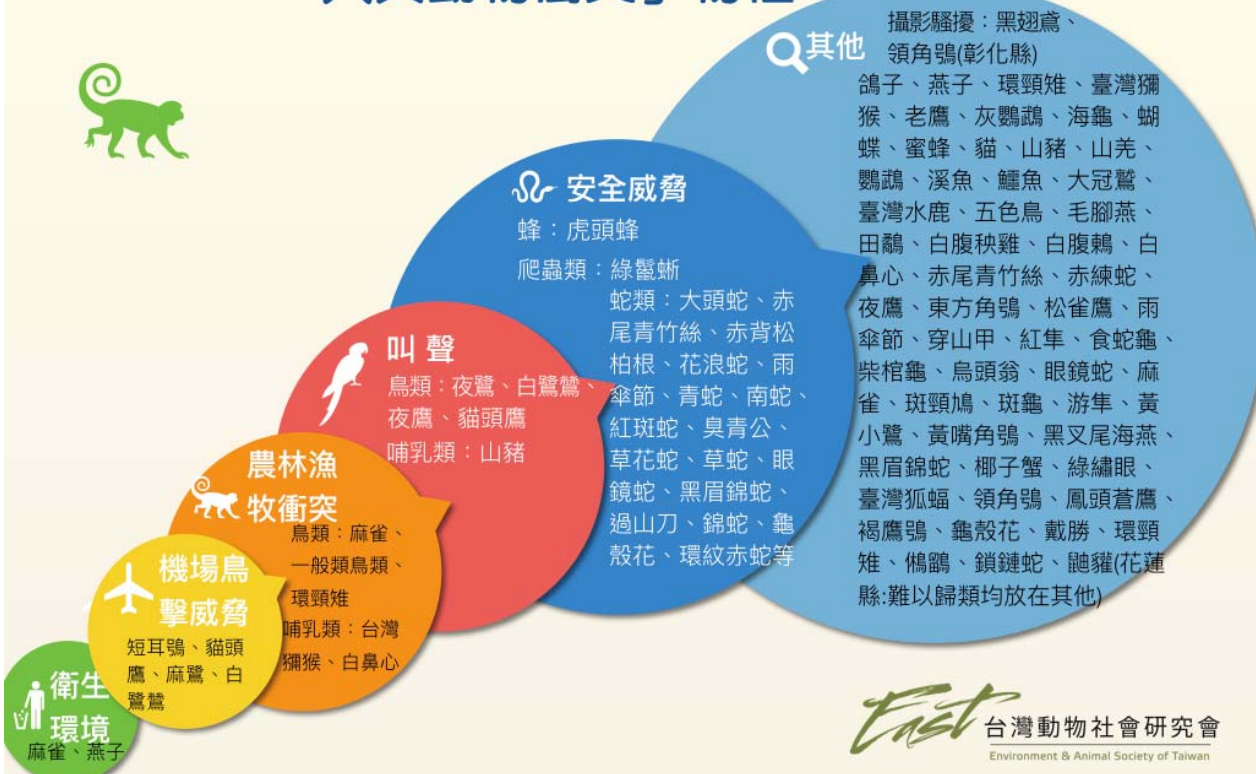 其他
攝影騷擾：黑翅鳶、
領角鴞(彰化縣)
鴿子、燕子、環頸雉、臺灣獼
猴、老鷹、灰鸚鵡、海龜、蝴
蝶、蜜蜂、貓、山豬、山羌、
鸚鵡、溪魚、鱷魚、大冠鷲、
臺灣水鹿、五色鳥、毛腳燕、
田鷸、白腹秧雞、白腹鶇、白
鼻心、赤尾青竹絲、赤練蛇、
夜鷹、東方角鴞、松雀鷹、雨
傘節、穿山甲、紅隼、食蛇龜、
柴棺龜、烏頭翁、眼鏡蛇、麻
雀、斑頸鳩、斑龜、游隼、黃
小鷺、黃嘴角鴞、黑叉尾海燕、
黑眉錦蛇、椰子蟹、綠繡眼、
臺灣狐蝠、領角鴞、鳳頭蒼鷹、
褐鷹鴞、龜殼花、戴勝、環頸
雉、鵂鶹、鎖鏈蛇、鼬獾(花蓮
縣:難以歸類均放在其他)
安全威脅
蜂：虎頭蜂
爬蟲類：綠鬣蜥
蛇類：大頭蛇、赤
尾青竹絲、赤背松
柏根、花浪蛇、雨
傘節、青蛇、南蛇、
紅斑蛇、臭青公、
草花蛇、草蛇、眼
鏡蛇、黑眉錦蛇、
過山刀、錦蛇、龜
殼花、環紋赤蛇等
叫聲
鳥類：夜鷺、白鷺鷥、
夜鷹、貓頭鷹
哺乳類：山豬
農林漁
牧衝突
鳥類：麻雀、
一般類鳥類、
環頸雉
哺乳類：台灣
獼猴、白鼻心
機場鳥
擊威脅
短耳鴞、貓頭
鷹、麻鷺、白
鷺鷥
衛生
環境
麻雀、燕子
East 台灣動物社會研究會
Environment & Animal Society of Taiwan